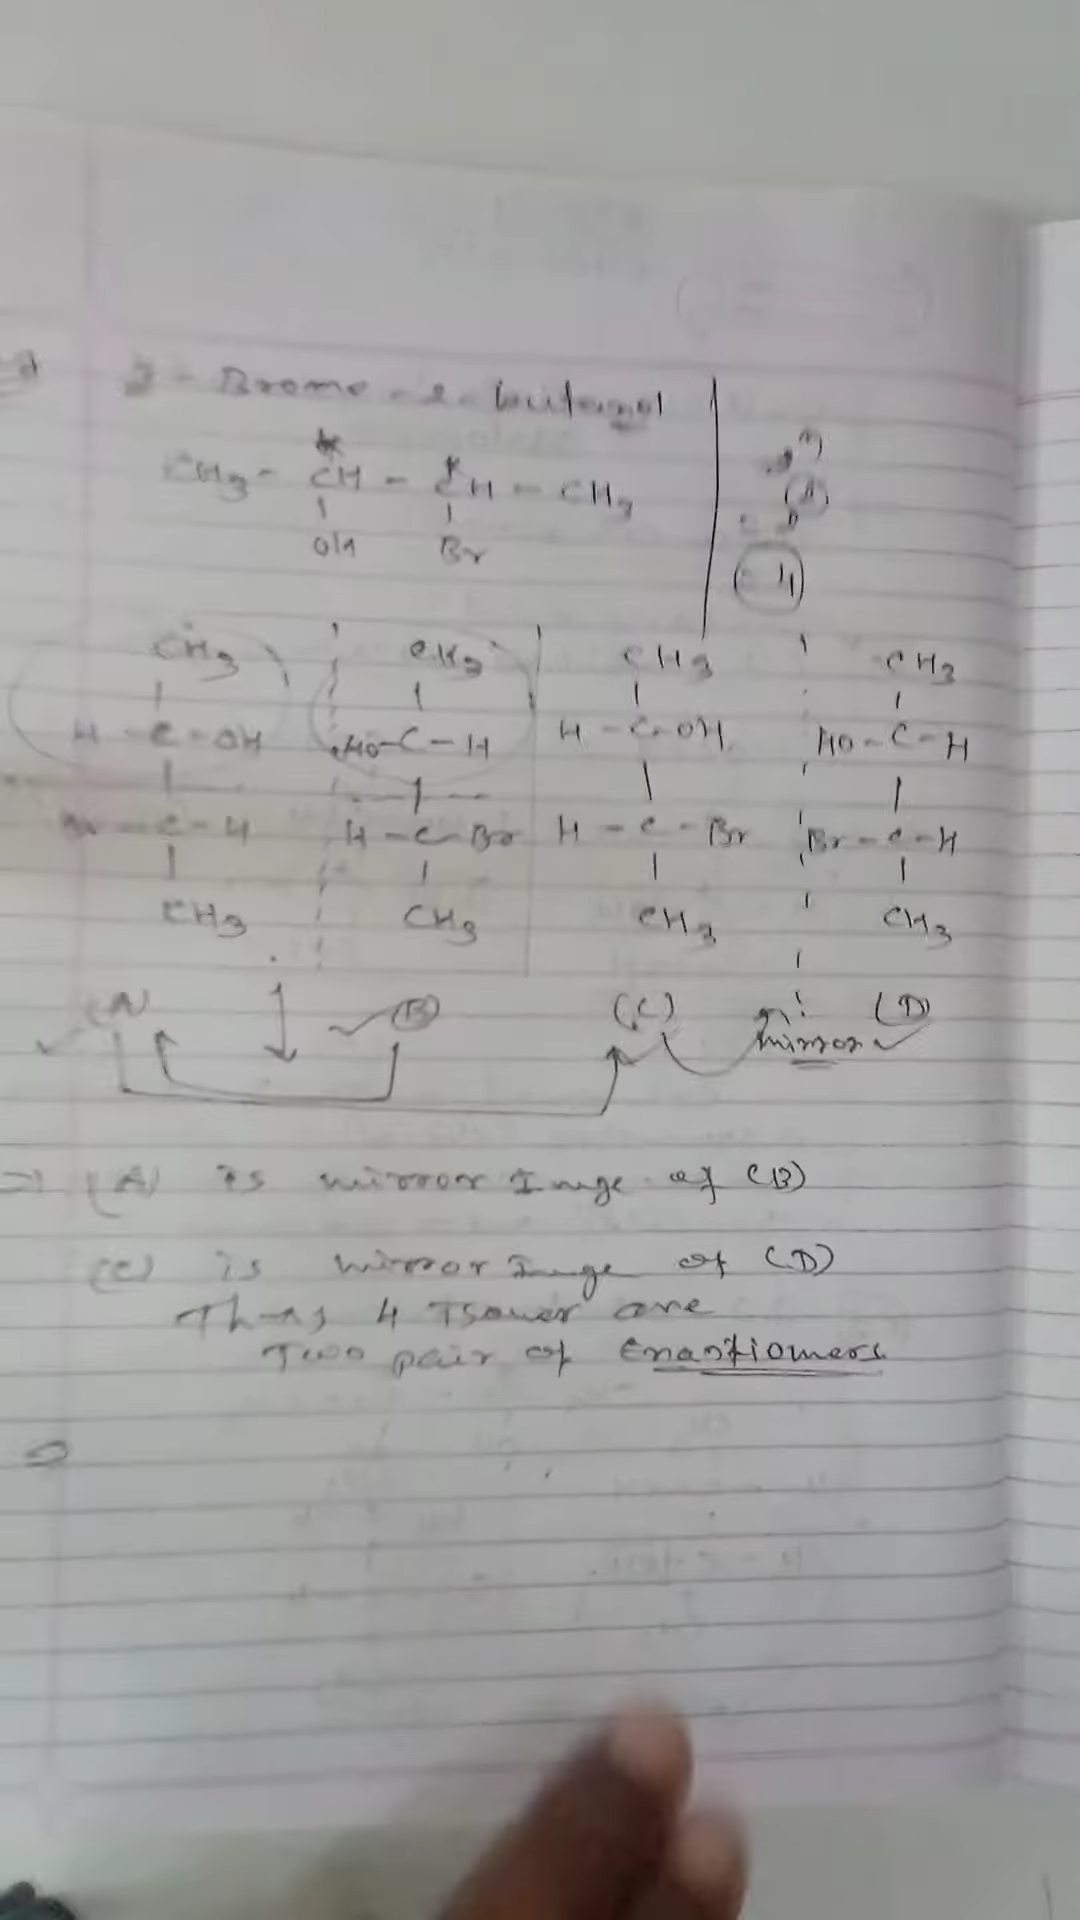 3 - Bromo - 2 - butanol
CH3 - CH - CH - CH3
OH Br
= 4
CH3 CH3 CH3 CH3
H - C - OH HO - C - H H - C - OH HO - C - H
Br - C - H H - C - Br H - C - Br Br - C - H
CH3 CH3 CH3 CH3
(A) (B) (C) (D)
mirror
=) (A) is mirror Image of (B)
(C) is mirror Image of (D)
4 are
Two pair of Enantiomers